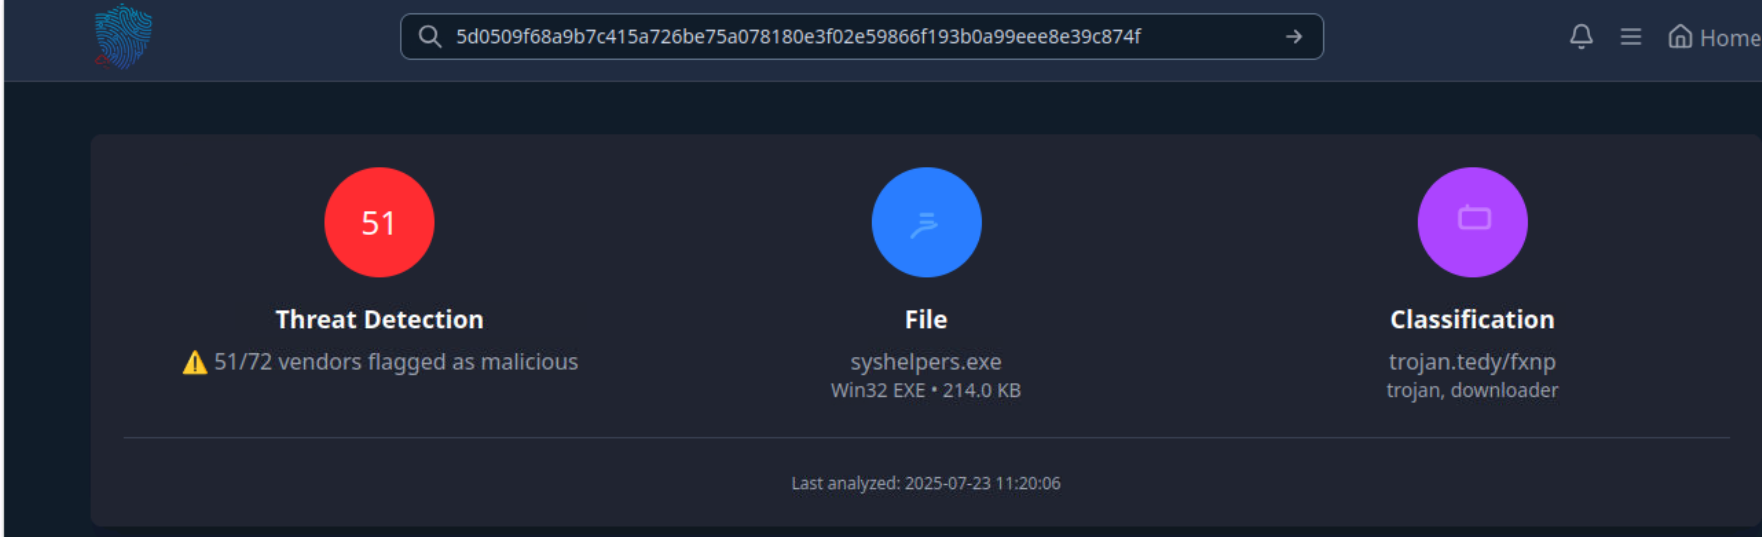 5d0509f68a9b7c415a726be75a078180e3f02e59866f193b0a99eee8e39c874f
Home
51
Threat Detection
⚠️ 51/72 vendors flagged as malicious
File
syshelpers.exe
Win32 EXE • 214.0 KB
Classification
trojan.tedy/fxnp
trojan, downloader
Last analyzed: 2025-07-23 11:20:06